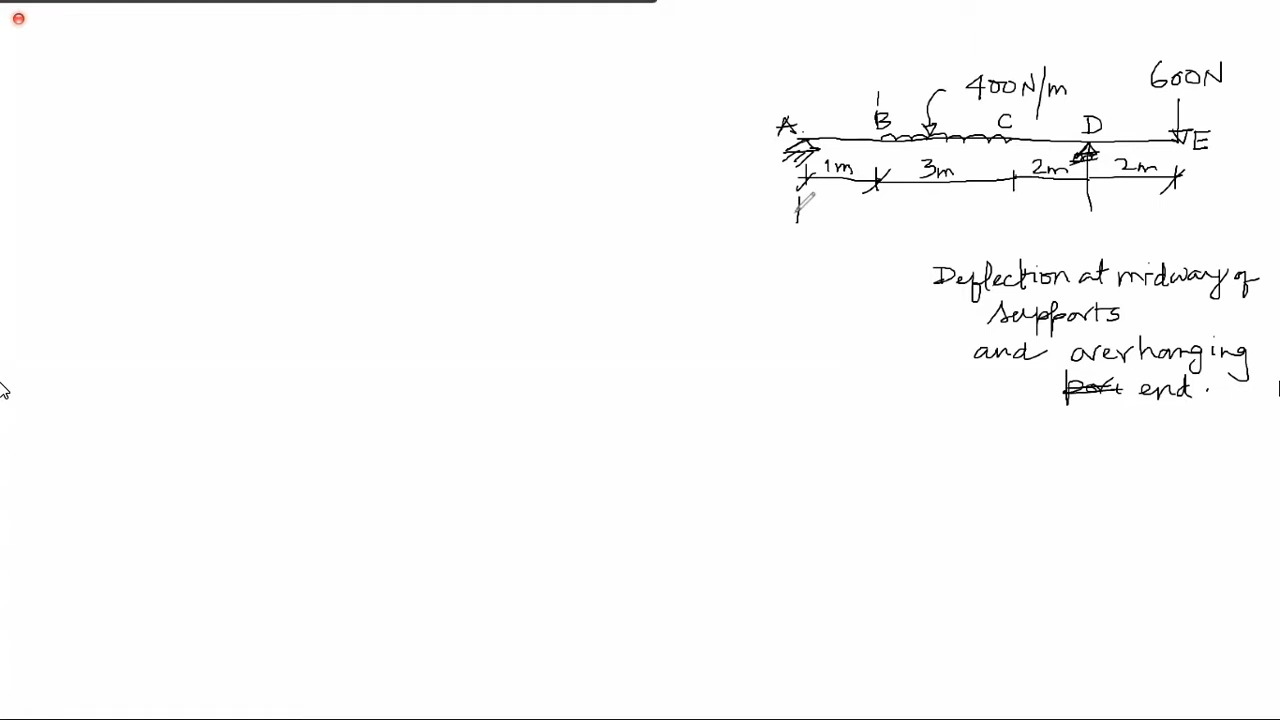 400N/m
600N
A
B
C
D
E
1m
3m
2m
2m
Deflection at midway of
supports
and overhanging
end.